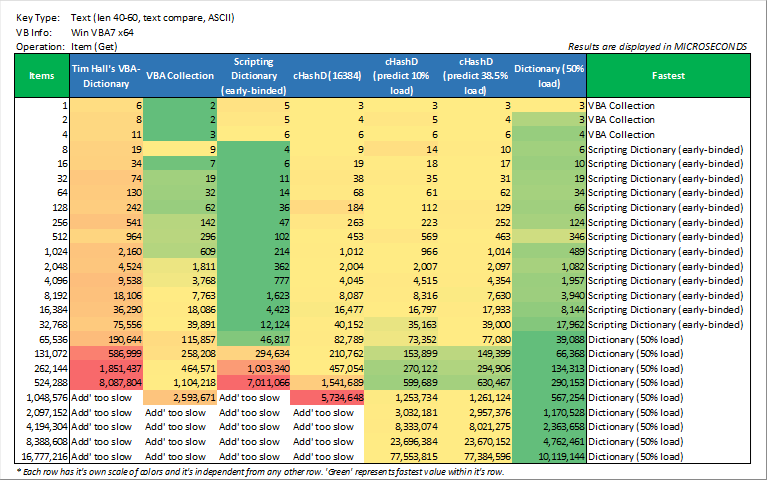 Key Type: Text (len 40-60, text compare, ASCII)
VB Info: Win VBA7 x64
Operation: Item (Get) Results are displayed in MICROSECONDS
Items Tim Hall's VBA-Dictionary VBA Collection Scripting Dictionary (early-binded) cHashD (16384) cHashD (predict 10% load) cHashD (predict 38.5% load) Dictionary (50% load) Fastest
1 6 2 5 3 3 3 3 VBA Collection
2 8 2 5 4 5 4 3 VBA Collection
4 11 3 6 6 6 6 4 VBA Collection
8 19 9 4 9 14 10 6 Scripting Dictionary (early-binded)
16 34 7 6 19 18 17 10 Scripting Dictionary (early-binded)
32 74 19 11 38 35 31 19 Scripting Dictionary (early-binded)
64 130 32 14 68 61 62 34 Scripting Dictionary (early-binded)
128 242 62 36 184 112 129 66 Scripting Dictionary (early-binded)
256 541 142 47 263 223 252 124 Scripting Dictionary (early-binded)
512 964 296 102 453 569 463 346 Scripting Dictionary (early-binded)
1,024 2,160 609 214 1,012 966 1,014 489 Scripting Dictionary (early-binded)
2,048 4,524 1,811 362 2,004 2,007 2,097 1,082 Scripting Dictionary (early-binded)
4,096 9,538 3,768 777 4,045 4,515 4,354 1,957 Scripting Dictionary (early-binded)
8,192 18,106 7,763 1,623 8,087 8,316 7,630 3,940 Scripting Dictionary (early-binded)
16,384 36,290 18,086 4,423 16,477 16,797 17,933 8,144 Scripting Dictionary (early-binded)
32,768 75,556 39,891 12,124 40,152 35,163 39,000 17,962 Scripting Dictionary (early-binded)
65,536 190,644 115,857 46,817 82,789 73,352 77,080 39,088 Dictionary (50% load)
131,072 586,999 258,208 294,634 210,762 153,899 149,399 66,368 Dictionary (50% load)
262,144 1,851,437 464,571 1,003,340 457,054 270,122 294,906 134,313 Dictionary (50% load)
524,288 8,087,804 1,104,218 7,011,066 1,541,689 599,689 630,467 290,153 Dictionary (50% load)
1,048,576 Add' too slow 2,593,671 Add' too slow 5,734,648 1,253,734 1,261,124 567,254 Dictionary (50% load)
2,097,152 Add' too slow Add' too slow Add' too slow Add' too slow 3,032,181 2,957,376 1,170,528 Dictionary (50% load)
4,194,304 Add' too slow Add' too slow Add' too slow Add' too slow 8,333,074 8,021,275 2,363,658 Dictionary (50% load)
8,388,608 Add' too slow Add' too slow Add' too slow Add' too slow 23,696,384 23,670,152 4,762,461 Dictionary (50% load)
16,777,216 Add' too slow Add' too slow Add' too slow Add' too slow 77,553,815 77,384,596 10,119,144 Dictionary (50% load)
* Each row has it's own scale of colors and it's independent from any other row. 'Green' represents fastest value within it's row.